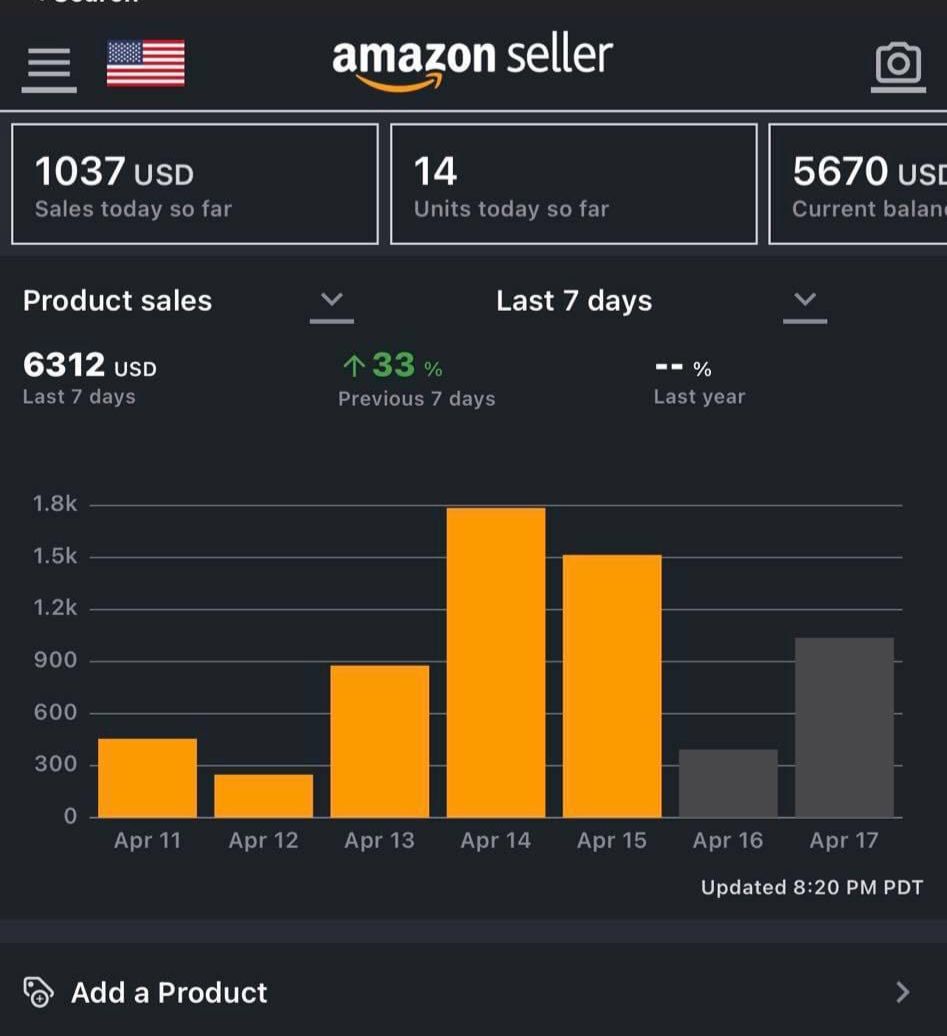 amazon seller
1037 USD
Sales today so far
14
Units today so far
5670 USD
Current balan
Product sales
Last 7 days
6312 USD
Last 7 days
↑33 %
Previous 7 days
-- %
Last year
1.8k
1.5k
1.2k
900
600
300
0
Apr 11 Apr 12 Apr 13 Apr 14 Apr 15 Apr 16 Apr 17
Updated 8:20 PM PDT
Add a Product